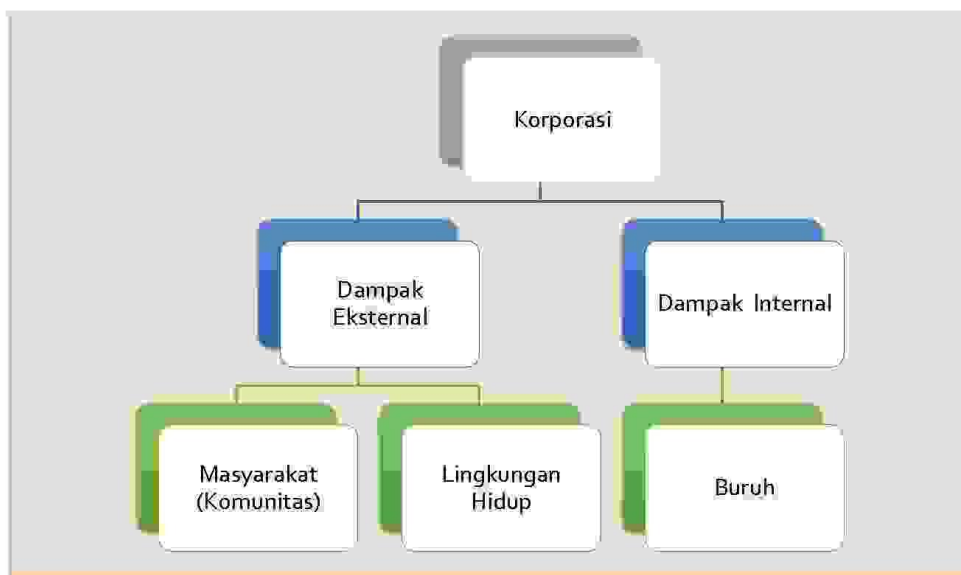 Korporasi
Dampak
Eksternal
Dampak Internal
Masyarakat
(Komunitas)
Lingkungan
Hidup
Buruh